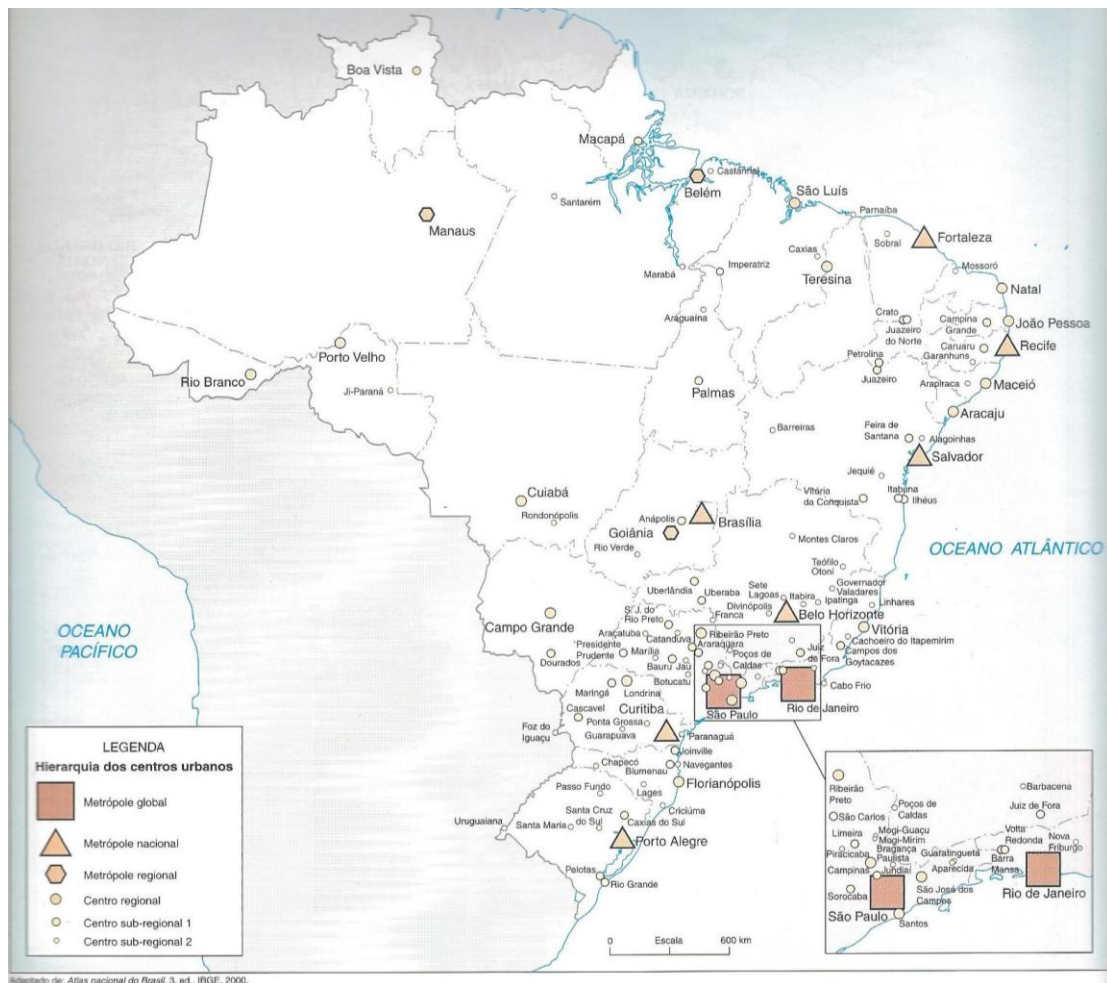 Boa Vista
Macapá
Castanhal
Belém
São Luís
Santarém
Parnaíba
Manaus
Sobral
Fortaleza
Marabá
Imperatriz
Caxias
Teresina
Mossoró
Natal
Araguaína
Crato
Juazeiro
do Norte
Campina
Grande
João Pessoa
Porto Velho
Caruaru
Recife
Petrolina
Garanhuns
Rio Branco
Ji-Paraná
Palmas
Juazeiro
Arapiraca
Maceió
Aracaju
Barreiras
Feira de
Santana
Alagoinhas
Salvador
Jequié
Cuiabá
Rondonópolis
Vitória
da Conquista
Itabuna
Ilhéus
Anápolis
Brasília
Goiânia
Rio Verde
Montes Claros
OCEANO ATLÂNTICO
Teófilo
Otoni
Uberlândia
Uberaba
Sete
Lagoas
Itabira
Governador
Valadares
Ipatinga
Linhares
Divinópolis
S. J. do
Rio Preto
Franca
Belo Horizonte
OCEANO
PACÍFICO
Campo Grande
Araçatuba
Catanduva
Ribeirão Preto
Araraquara
Vitória
Cachoeiro do Itapemirim
Presidente
Prudente
Marília
Poços de
Caldas
Juiz
de Fora
Campos dos
Goytacazes
Dourados
Bauru
Jaú
Botucatu
Maringá
Londrina
São Paulo
Rio de Janeiro
Cabo Frio
Cascavel
Curitiba
Foz do
Iguaçu
Ponta Grossa
Guarapuava
Paranaguá
Joinville
Chapecó
Blumenau
Navegantes
Florianópolis
Passo Fundo
Lages
Criciúma
Uruguaiana
Santa Maria
Santa Cruz
do Sul
Caxias do Sul
Porto Alegre
Pelotas
Rio Grande
LEGENDA
Hierarquia dos centros urbanos
Metrópole global
Metrópole nacional
Metrópole regional
Centro regional
Centro sub-regional 1
Centro sub-regional 2
0 Escala 600 km
Ribeirão
Preto
Barbacena
Poços de
Caldas
Juiz de Fora
São Carlos
Limeira
Mogi-Guaçu
Mogi-Mirim
Volta
Redonda
Nova
Friburgo
Piracicaba
Bragança
Paulista
Guaratinguetá
Aparecida
Barra
Mansa
Campinas
Jundiaí
Sorocaba
São José dos
Campos
Rio de Janeiro
São Paulo
Santos
Adaptado de: Atlas nacional do Brasil, 3. ed., IBGE, 2000.